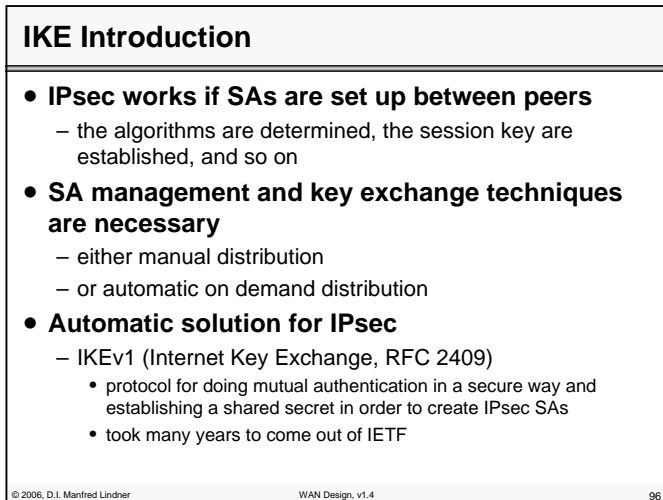 IKE Introduction
• IPsec works if SAs are set up between peers
– the algorithms are determined, the session key are
established, and so on
• SA management and key exchange techniques
are necessary
– either manual distribution
– or automatic on demand distribution
• Automatic solution for IPsec
– IKEv1 (Internet Key Exchange, RFC 2409)
• protocol for doing mutual authentication in a secure way and
establishing a shared secret in order to create IPsec SAs
• took many years to come out of IETF
© 2006, D.I. Manfred Lindner WAN Design, v1.4 96